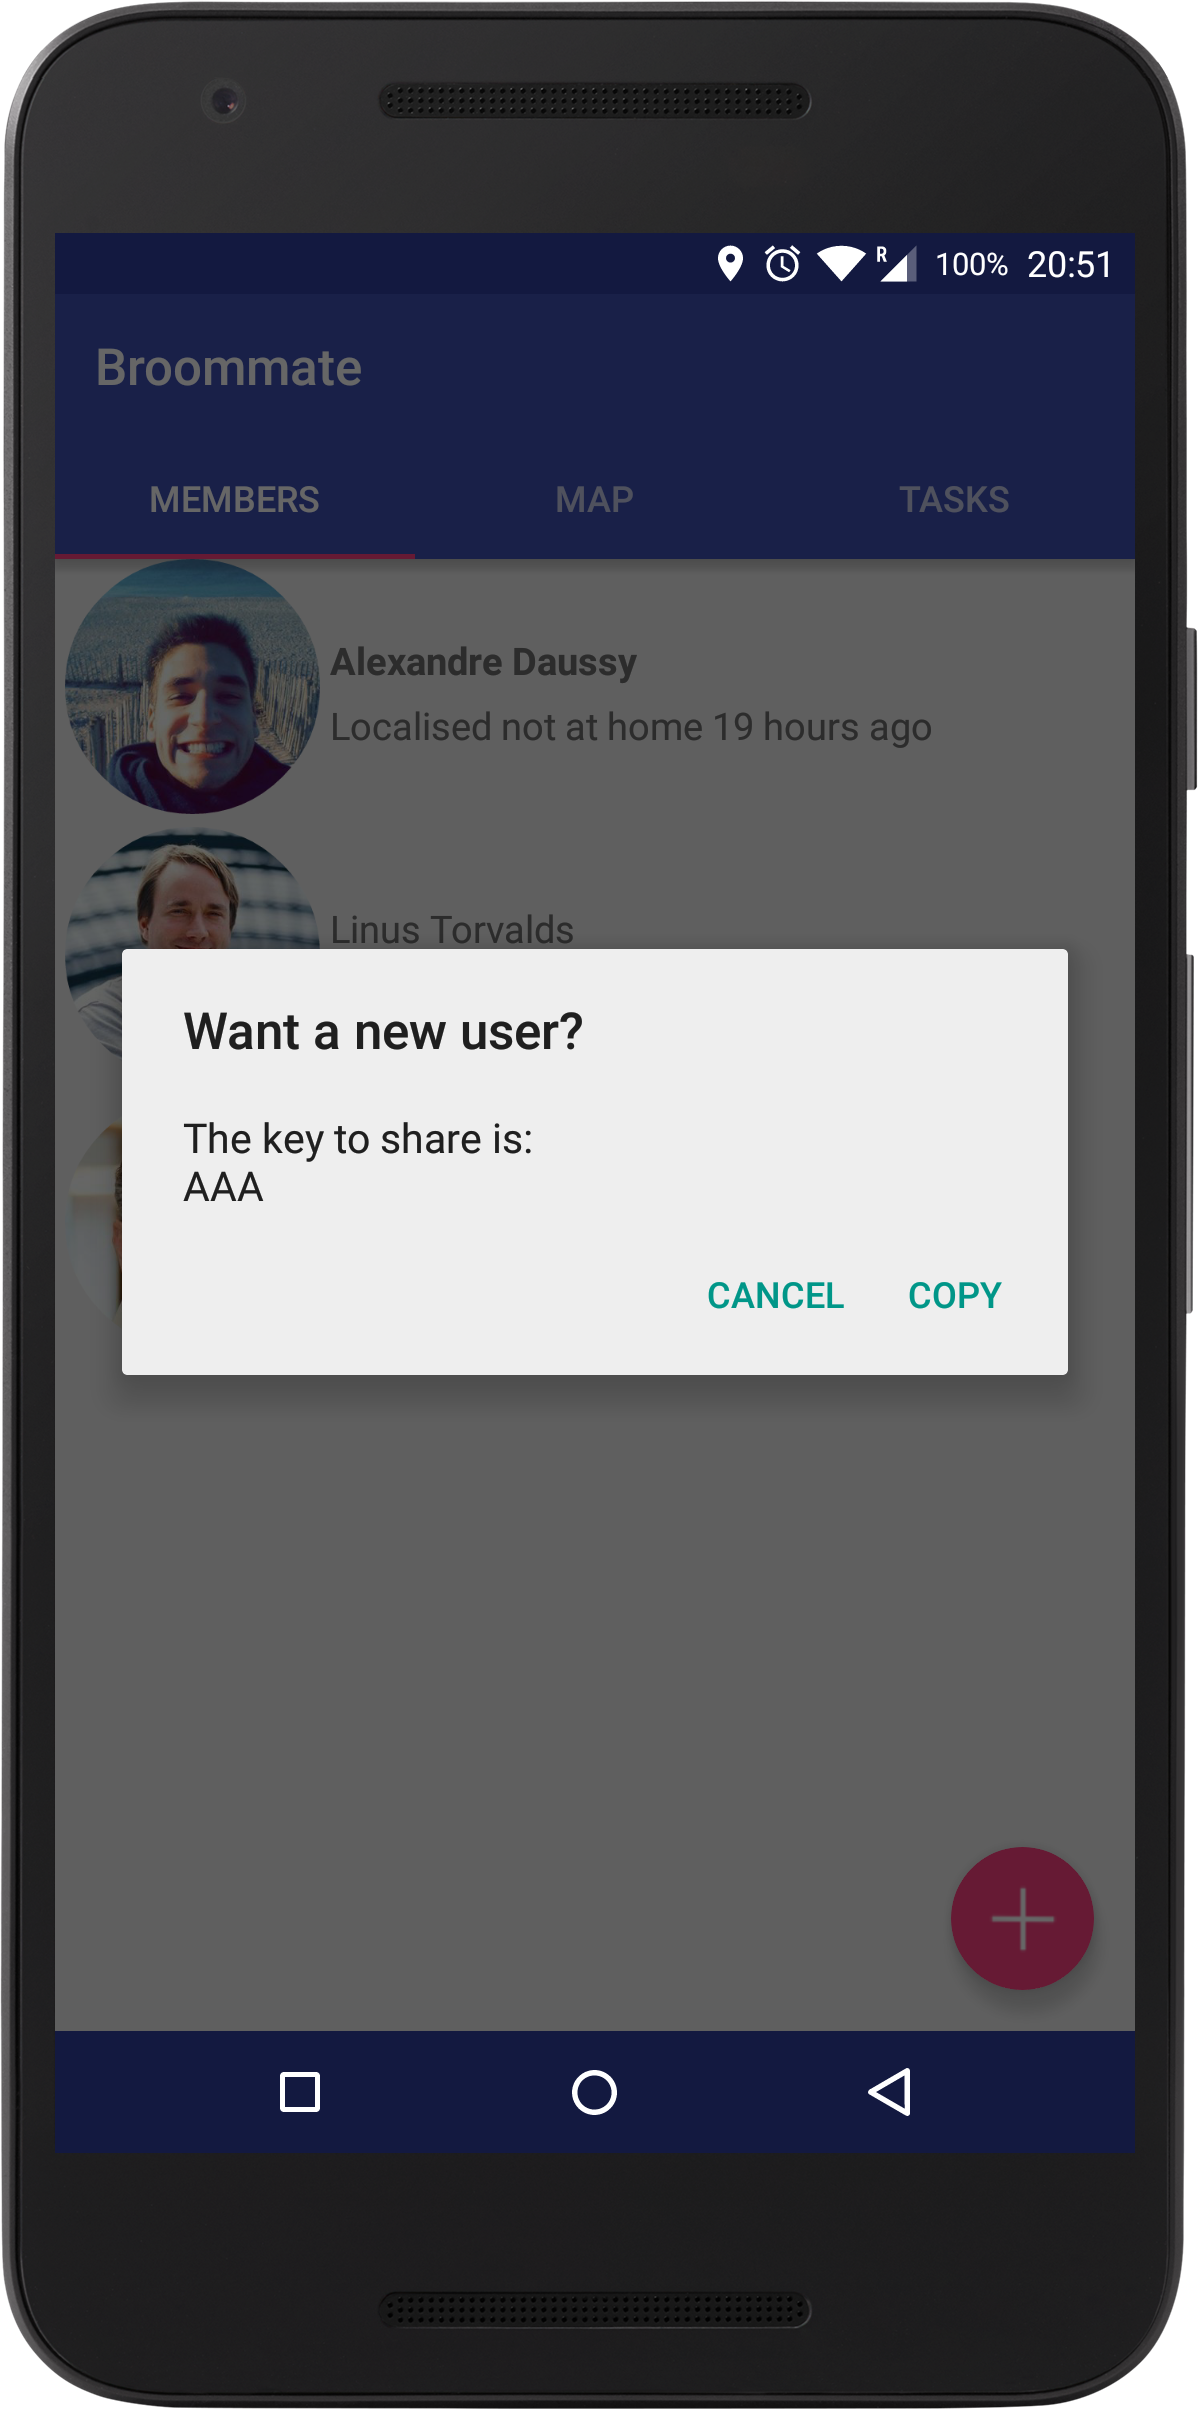 R 100% 20:51
Broommate
MEMBERS MAP TASKS
Alexandre Daussy
Localised not at home 19 hours ago
Linus Torvalds
Want a new user?
The key to share is:
AAA
CANCEL COPY